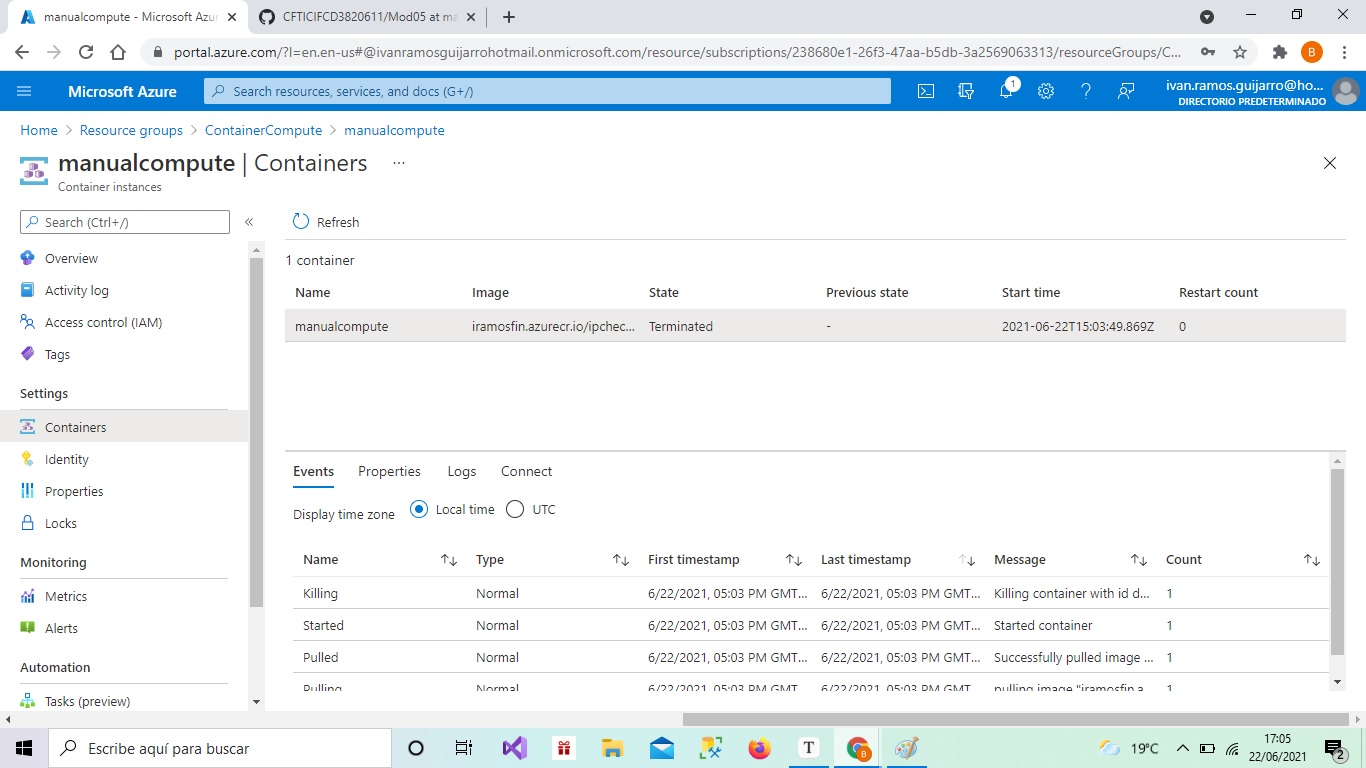 manualcompute - Microsoft Azur
CFTICIFCD3820611/Mod05 at ma
portal.azure.com/?l=en.en-us#@ivanramosguijarrohotmail.onmicrosoft.com/resource/subscriptions/238680e1-26f3-47aa-b5db-3a2569063313/resourceGroups/C...
B
Microsoft Azure
Search resources, services, and docs (G+/)
1
ivan.ramos.guijarro@ho...
DIRECTORIO PREDETERMINADO
Home > Resource groups > ContainerCompute > manualcompute
manualcompute | Containers ...
Container instances
Search (Ctrl+/)
«
Refresh
Overview
Activity log
Access control (IAM)
Tags
Settings
Containers
Identity
Properties
Locks
Monitoring
Metrics
Alerts
Automation
Tasks (preview)
1 container
Name Image State Previous state Start time Restart count
manualcompute iramosfin.azurecr.io/ipchec... Terminated - 2021-06-22T15:03:49.869Z 0
Events Properties Logs Connect
Display time zone Local time UTC
Name Type First timestamp Last timestamp Message Count
Killing Normal 6/22/2021, 05:03 PM GMT... 6/22/2021, 05:03 PM GMT... Killing container with id d... 1
Started Normal 6/22/2021, 05:03 PM GMT... 6/22/2021, 05:03 PM GMT... Started container 1
Pulled Normal 6/22/2021, 05:03 PM GMT... 6/22/2021, 05:03 PM GMT... Successfully pulled image ... 1
Pulling Normal 6/22/2021, 05:03 PM GMT... 6/22/2021, 05:03 PM GMT... pulling image "iramosfin.a... 1
Escribe aquí para buscar
T
B
19°C
17:05
22/06/2021
2